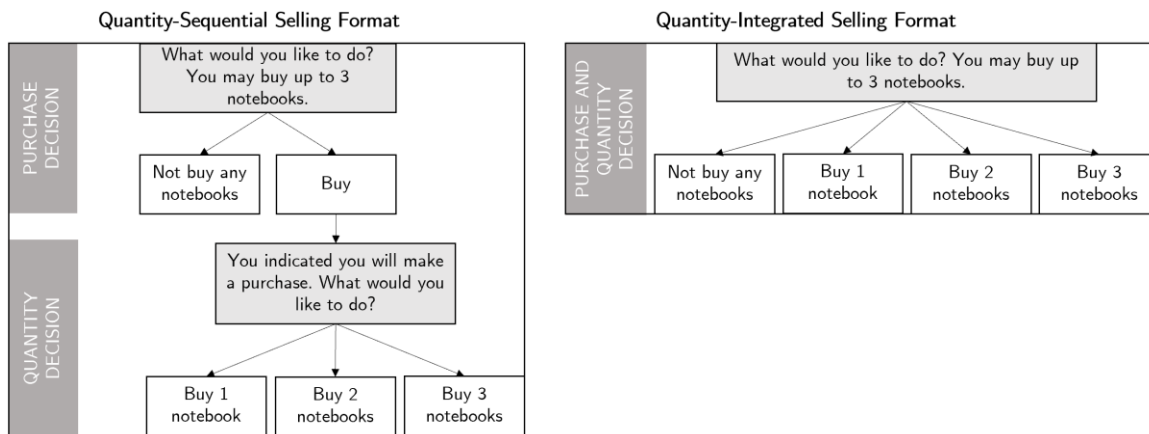 Quantity-Sequential Selling Format
PURCHASE
DECISION
What would you like to do?
You may buy up to 3
notebooks.
Not buy any
notebooks
Buy
QUANTITY
DECISION
You indicated you will make
a purchase. What would you
like to do?
Buy 1
notebook
Buy 2
notebooks
Buy 3
notebooks
Quantity-Integrated Selling Format
PURCHASE AND
QUANTITY
DECISION
What would you like to do? You may buy up
to 3 notebooks.
Not buy any
notebooks
Buy 1
notebook
Buy 2
notebooks
Buy 3
notebooks